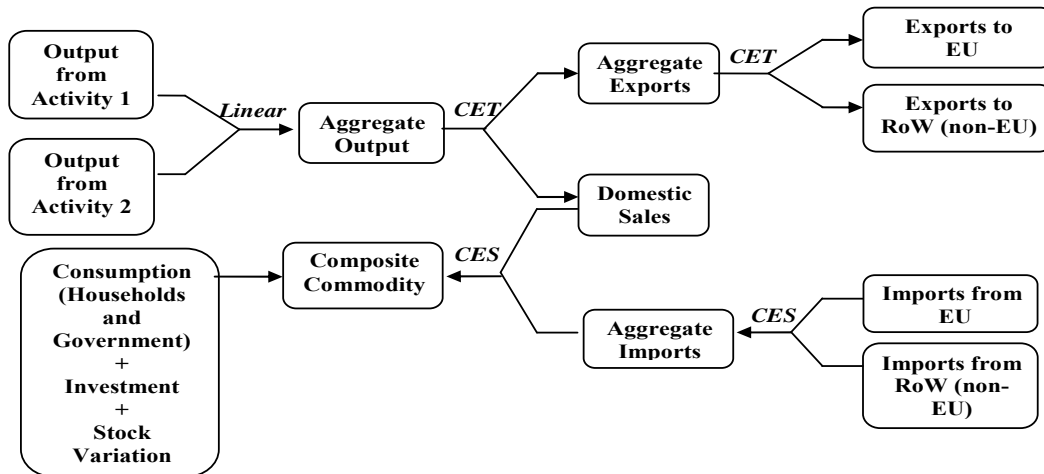 Output
from
Activity 1
Output
from
Activity 2
Linear
Aggregate
Output
CET
Aggregate
Exports
CET
Exports to
EU
Exports to
RoW (non-EU)
Domestic
Sales
Consumption
(Households
and
Government)
+
Investment
+
Stock
Variation
Composite
Commodity
CES
Aggregate
Imports
CES
Imports from
EU
Imports from
RoW (non-
EU)